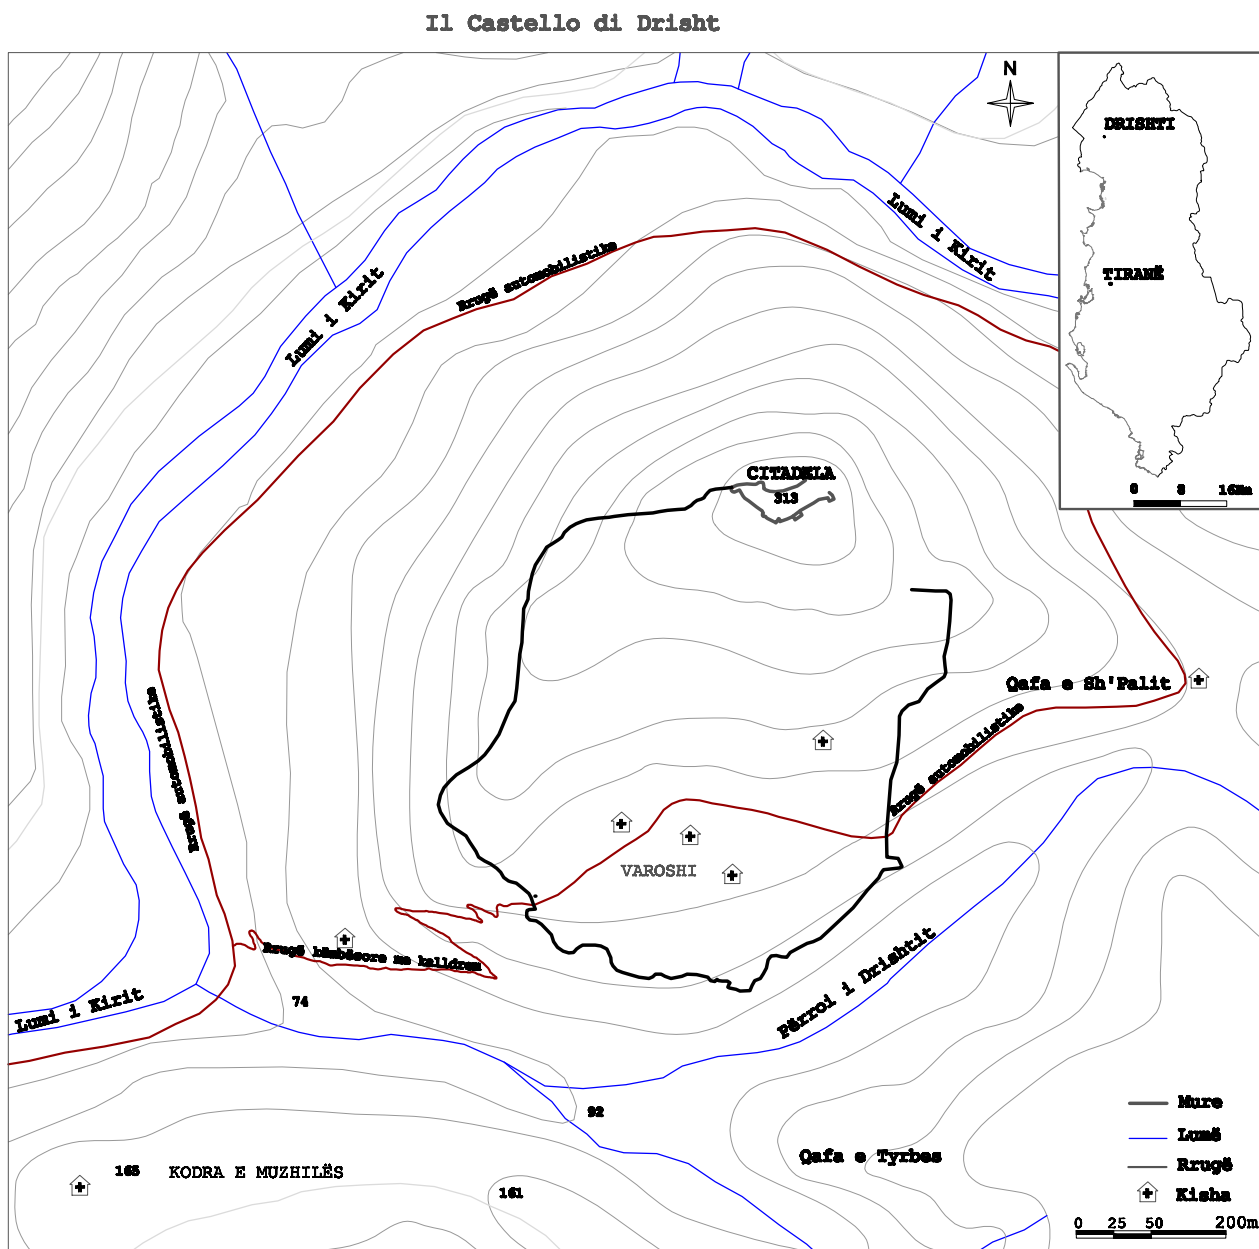 Il Castello di Drisht
N
DRISHTI
TIRANË
0 8 16Km
Lumi i Kirit
Rrugë automobilistike
Lumi i Kirit
CITADELA
313
Qafa e Sh'Palit
Rrugë automobilistike
Rrugë automobilistike
VAROSHI
Rrugë këmbësore me kalldrem
Përroi i Drishtit
Lumi i Kirit
74
92
165 KODRA E MUZHILËS
161
Qafa e Tyrbes
Mure
Lumë
Rrugë
Kisha
0 25 50 200m